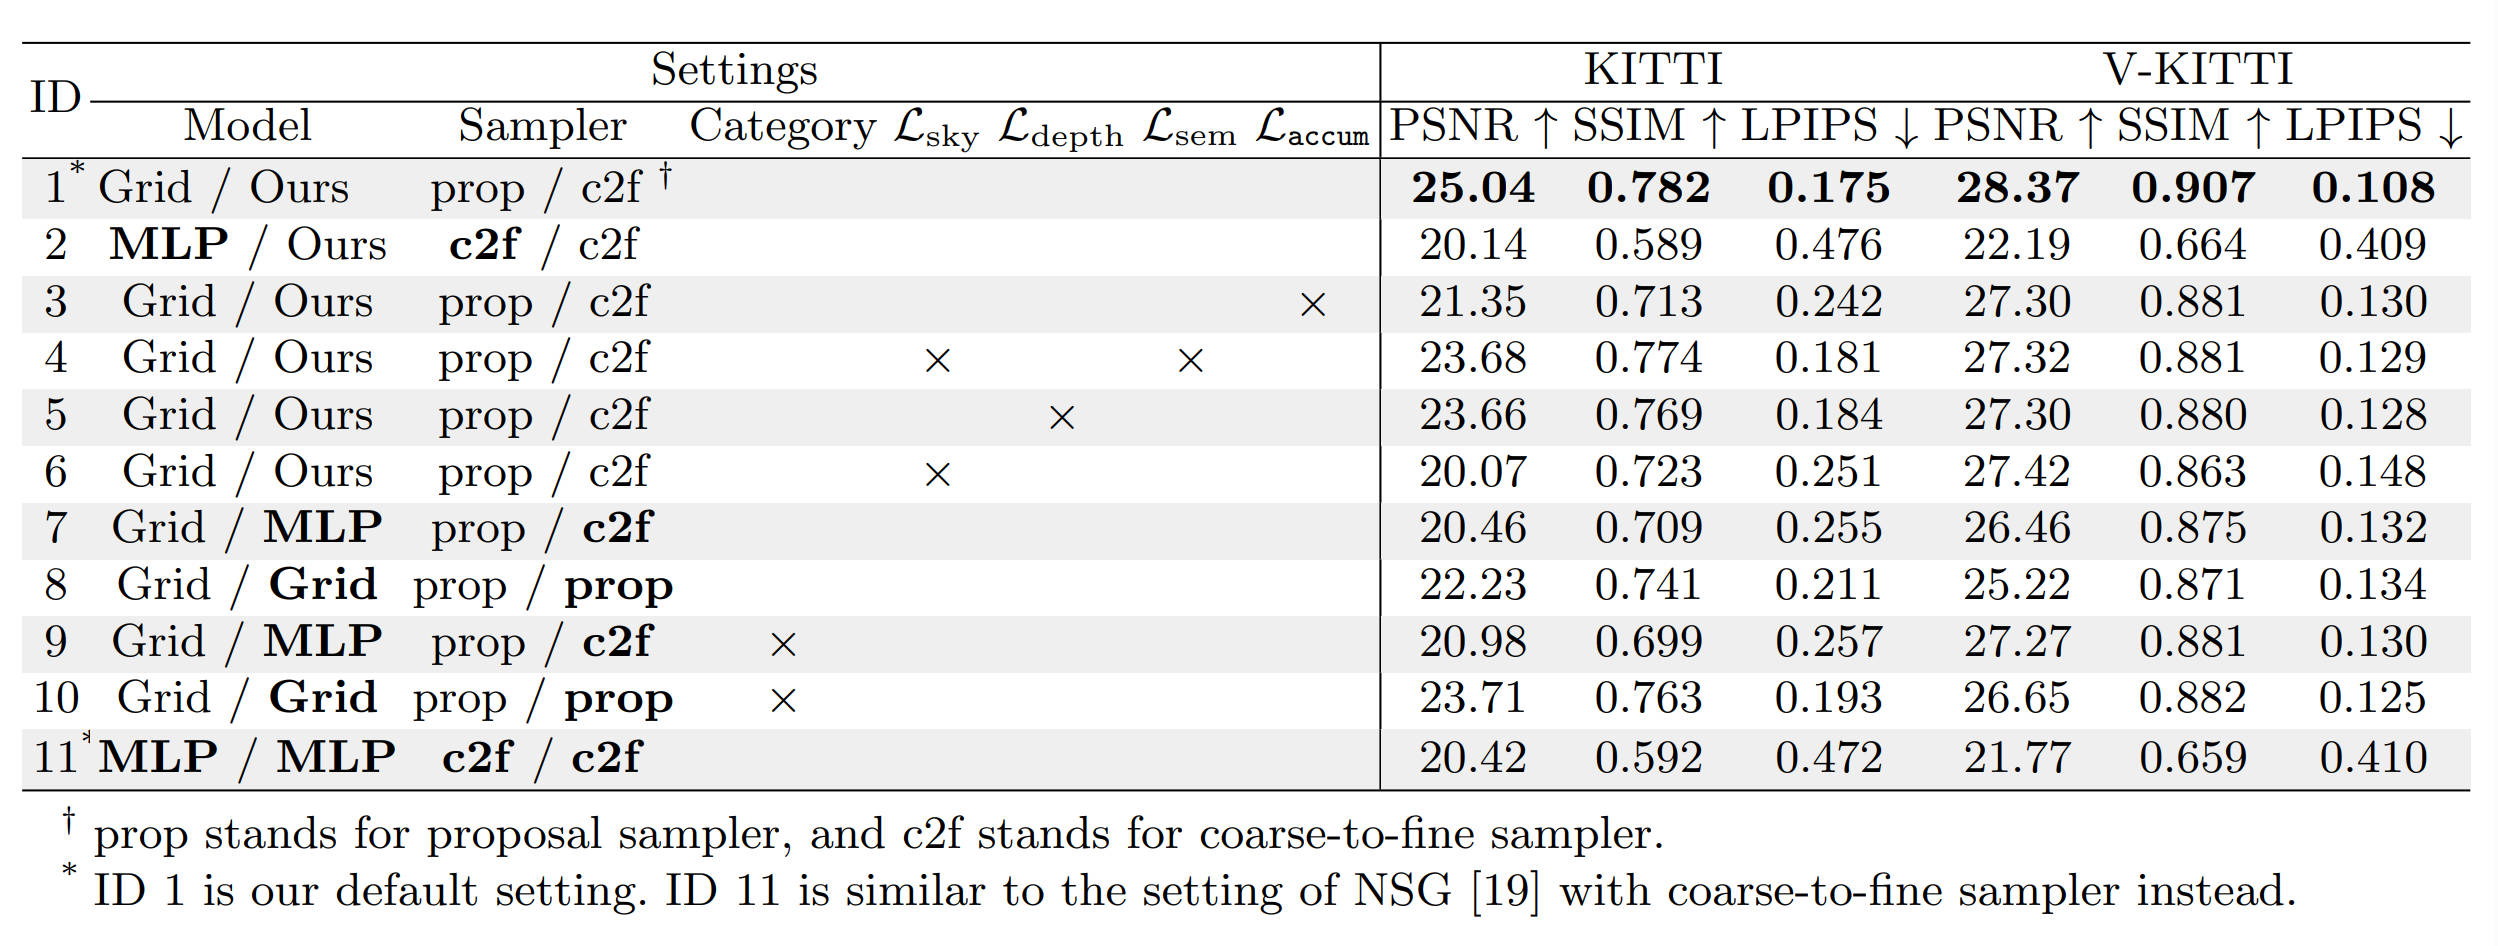 Settings KITTI V-KITTI
ID
Model Sampler Category ℒsky ℒdepth ℒsem ℒaccum PSNR ↑ SSIM ↑ LPIPS ↓ PSNR ↑ SSIM ↑ LPIPS ↓
1* Grid / Ours prop / c2f † 25.04 0.782 0.175 28.37 0.907 0.108
2 MLP / Ours c2f / c2f 20.14 0.589 0.476 22.19 0.664 0.409
3 Grid / Ours prop / c2f × 21.35 0.713 0.242 27.30 0.881 0.130
4 Grid / Ours prop / c2f × × 23.68 0.774 0.181 27.32 0.881 0.129
5 Grid / Ours prop / c2f × 23.66 0.769 0.184 27.30 0.880 0.128
6 Grid / Ours prop / c2f × 20.07 0.723 0.251 27.42 0.863 0.148
7 Grid / MLP prop / c2f 20.46 0.709 0.255 26.46 0.875 0.132
8 Grid / Grid prop / prop 22.23 0.741 0.211 25.22 0.871 0.134
9 Grid / MLP prop / c2f × 20.98 0.699 0.257 27.27 0.881 0.130
10 Grid / Grid prop / prop × 23.71 0.763 0.193 26.65 0.882 0.125
11* MLP / MLP c2f / c2f 20.42 0.592 0.472 21.77 0.659 0.410
† prop stands for proposal sampler, and c2f stands for coarse-to-fine sampler.
* ID 1 is our default setting. ID 11 is similar to the setting of NSG [19] with coarse-to-fine sampler instead.